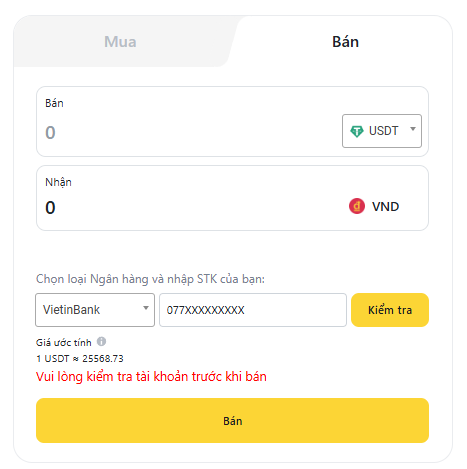 Mua
Bán
Bán
0
USDT
Nhận
0
VND
Chọn loại Ngân hàng và nhập STK của bạn:
VietinBank
077XXXXXXXXX
Kiểm tra
Giá ước tính
1 USDT ≈ 25568.73
Vui lòng kiểm tra tài khoản trước khi bán
Bán